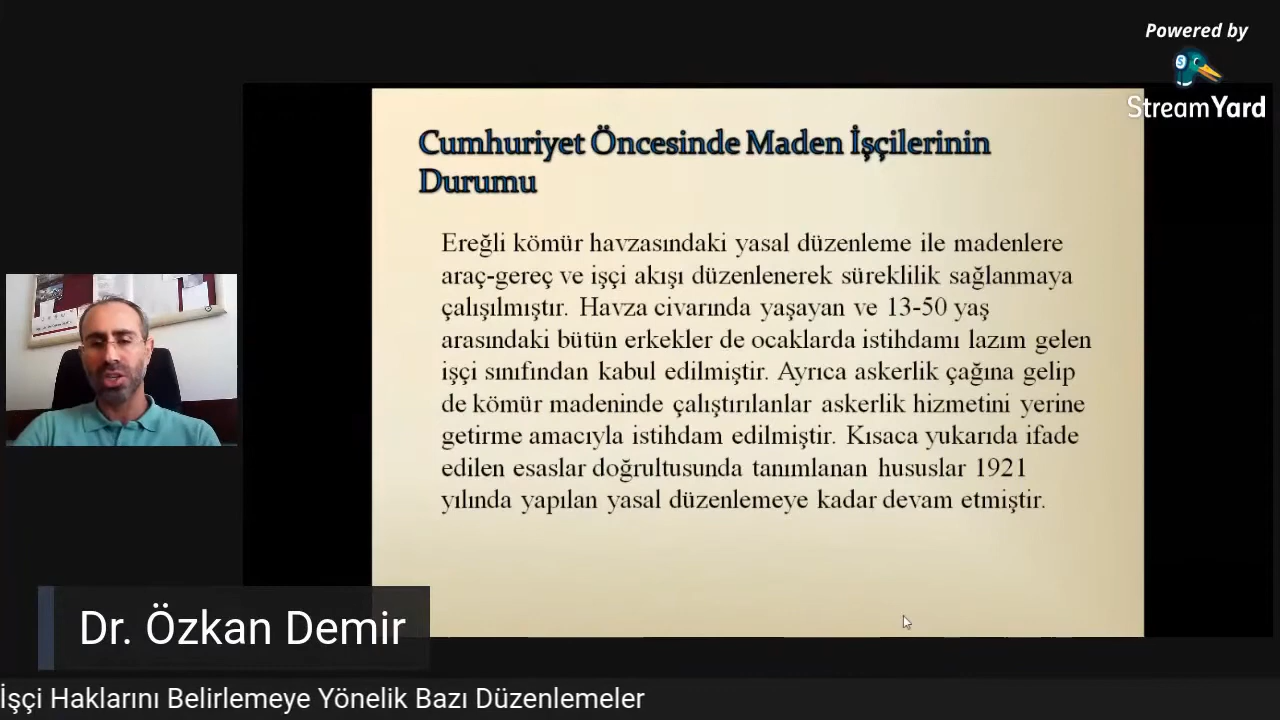 Powered by
StreamYard
Cumhuriyet Öncesinde Maden İşçilerinin
Durumu
Ereğli kömür havzasındaki yasal düzenleme ile madenlere
araç-gereç ve işçi akışı düzenlenerek süreklilik sağlanmaya
çalışılmıştır. Havza civarında yaşayan ve 13-50 yaş
arasındaki bütün erkekler de ocaklarda istihdamı lazım gelen
işçi sınıfından kabul edilmiştir. Ayrıca askerlik çağına gelip
de kömür madeninde çalıştırılanlar askerlik hizmetini yerine
getirme amacıyla istihdam edilmiştir. Kısaca yukarıda ifade
edilen esaslar doğrultusunda tanımlanan hususlar 1921
yılında yapılan yasal düzenlemeye kadar devam etmiştir.
Dr. Özkan Demir
İşçi Haklarını Belirlemeye Yönelik Bazı Düzenlemeler